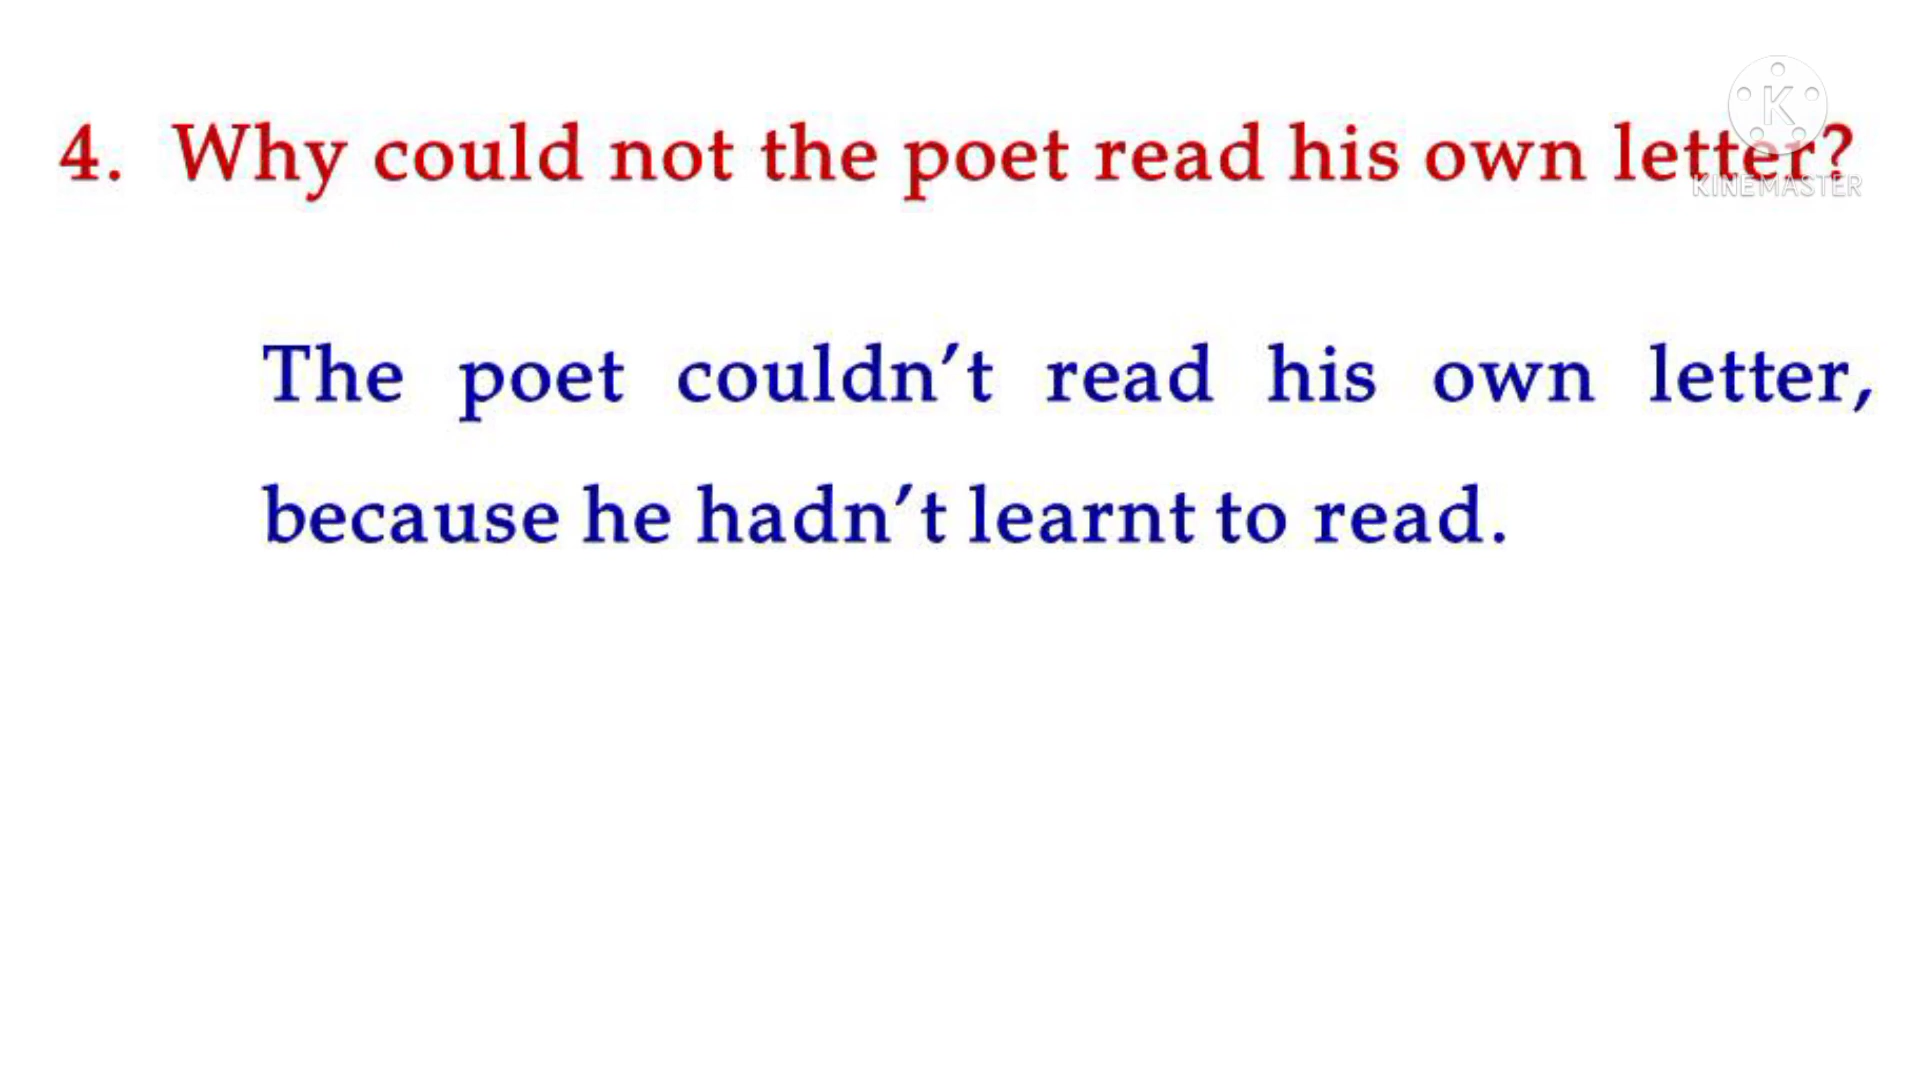 4. Why could not the poet read his own letter?
K
KINEMASTER
The poet couldn't read his own letter,
because he hadn't learnt to read.